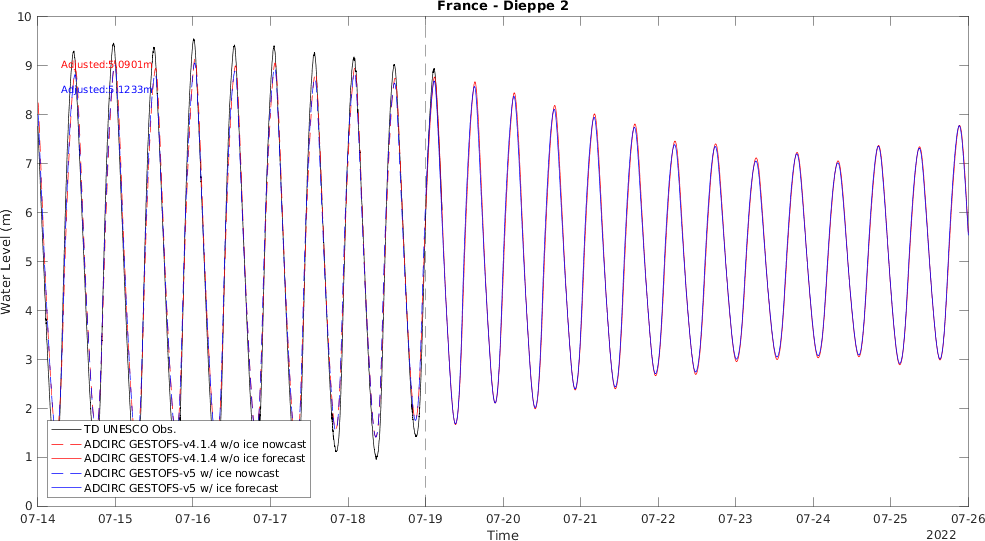 France - Dieppe 2
Water Level (m)
10
9
8
7
6
5
4
3
2
1
0
Adjusted:5.0901m
Adjusted:5.1233m
TD UNESCO Obs.
ADCIRC GESTOFS-v4.1.4 w/o ice nowcast
ADCIRC GESTOFS-v4.1.4 w/o ice forecast
ADCIRC GESTOFS-v5 w/ ice nowcast
ADCIRC GESTOFS-v5 w/ ice forecast
07-14 07-15 07-16 07-17 07-18 07-19 07-20 07-21 07-22 07-23 07-24 07-25 07-26
Time
2022